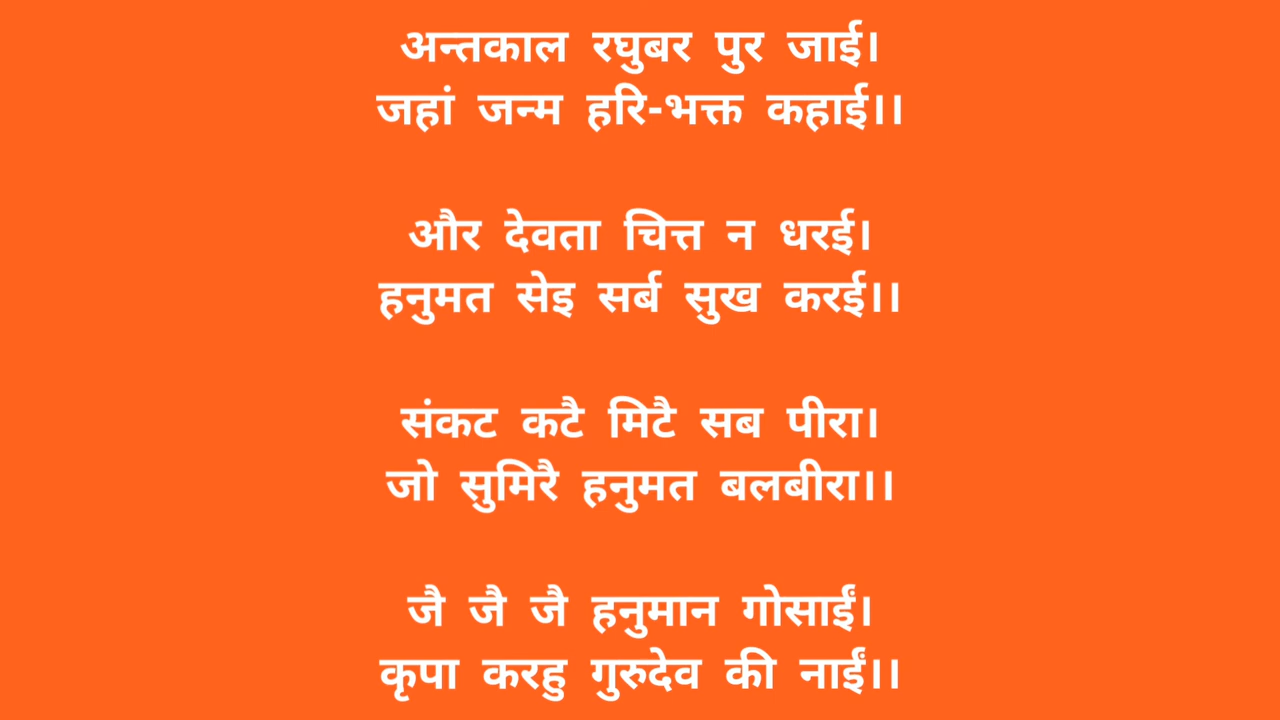 अन्तकाल रघुबर पुर जाई।
जहां जन्म हरि-भक्त कहाई।।
और देवता चित्त न धरई।
हनुमत सेइ सर्ब सुख करई।।
संकट कटै मिटै सब पीरा।
जो सुमिरै हनुमत बलबीरा।।
जै जै जै हनुमान गोसाईं।
कृपा करहु गुरुदेव की नाईं।।